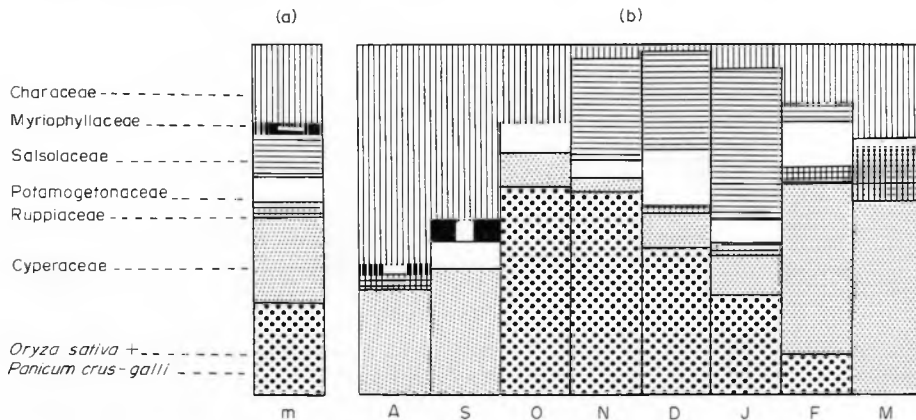 (a) (b)
Characeae
Myriophyllaceae
Salsolaceae
Potamogetonaceae
Ruppiaceae
Cyperaceae
Oryza sativa +
Panicum crus-galli
m A S O N D J F M